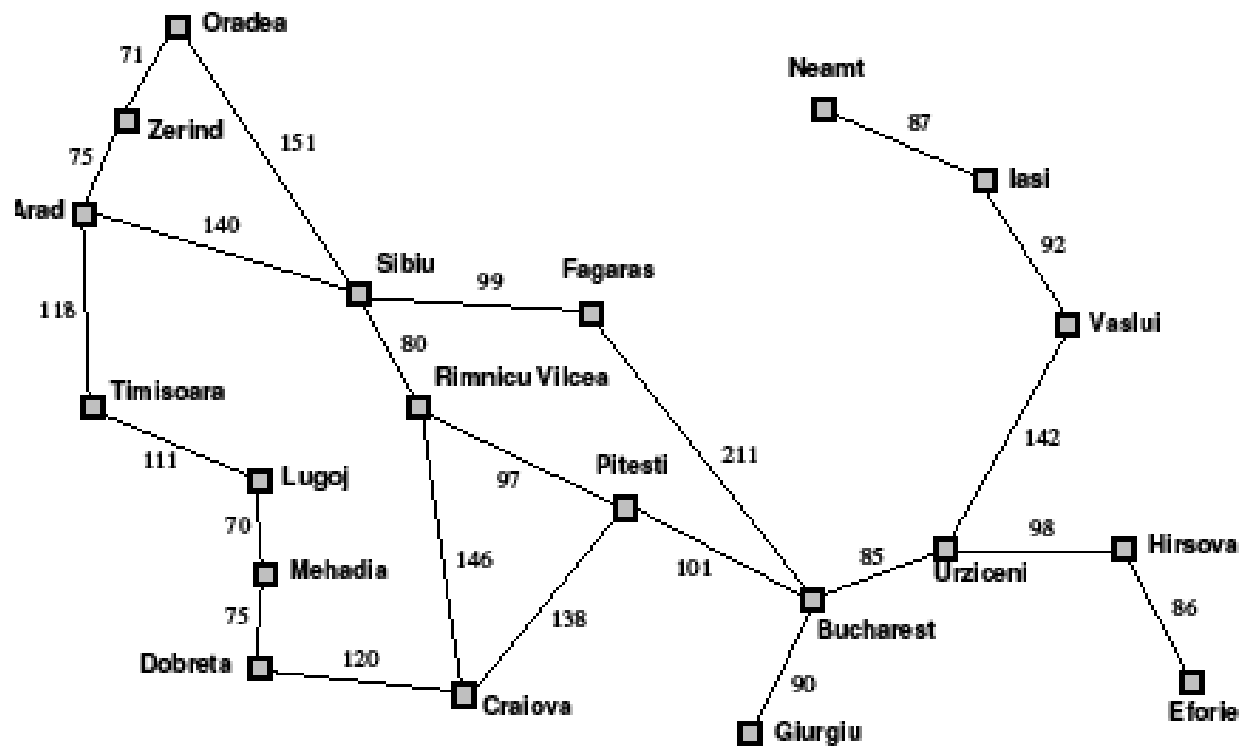 Oradea
71
Neamt
Zerind
87
151
75
Iasi
Arad
140
92
Sibiu
Fagaras
99
118
Vaslui
80
Rimnicu Vilcea
Timisoara
142
211
111
Pitesti
Lugoj
97
70
98
Hirsova
146
85
Mehadia
101
Urziceni
75
138
86
Bucharest
Dobreta
120
90
Craiova
Eforie
Giurgiu